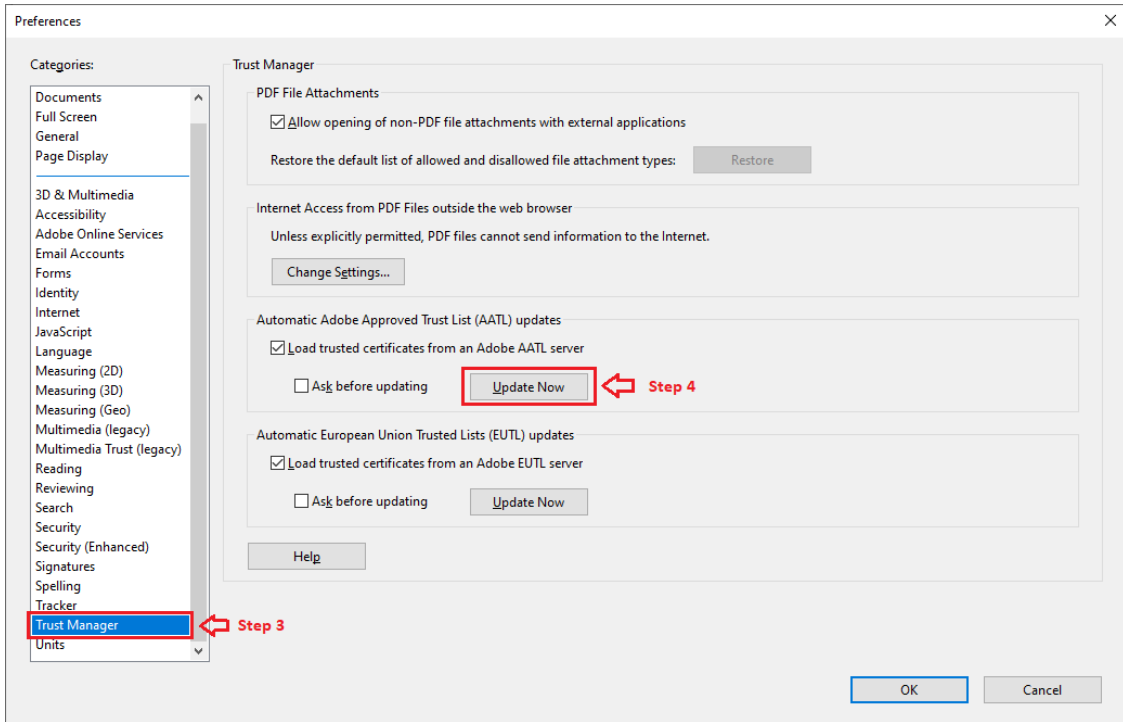 Preferences
Categories:
Documents
Full Screen
General
Page Display
3D & Multimedia
Accessibility
Adobe Online Services
Email Accounts
Forms
Identity
Internet
JavaScript
Language
Measuring (2D)
Measuring (3D)
Measuring (Geo)
Multimedia (legacy)
Multimedia Trust (legacy)
Reading
Reviewing
Search
Security
Security (Enhanced)
Signatures
Spelling
Tracker
Trust Manager
Step 3
Units
Trust Manager
PDF File Attachments
Allow opening of non-PDF file attachments with external applications
Restore the default list of allowed and disallowed file attachment types: Restore
Internet Access from PDF Files outside the web browser
Unless explicitly permitted, PDF files cannot send information to the Internet.
Change Settings...
Automatic Adobe Approved Trust List (AATL) updates
Load trusted certificates from an Adobe AATL server
Ask before updating Update Now Step 4
Automatic European Union Trusted Lists (EUTL) updates
Load trusted certificates from an Adobe EUTL server
Ask before updating Update Now
Help
OK Cancel